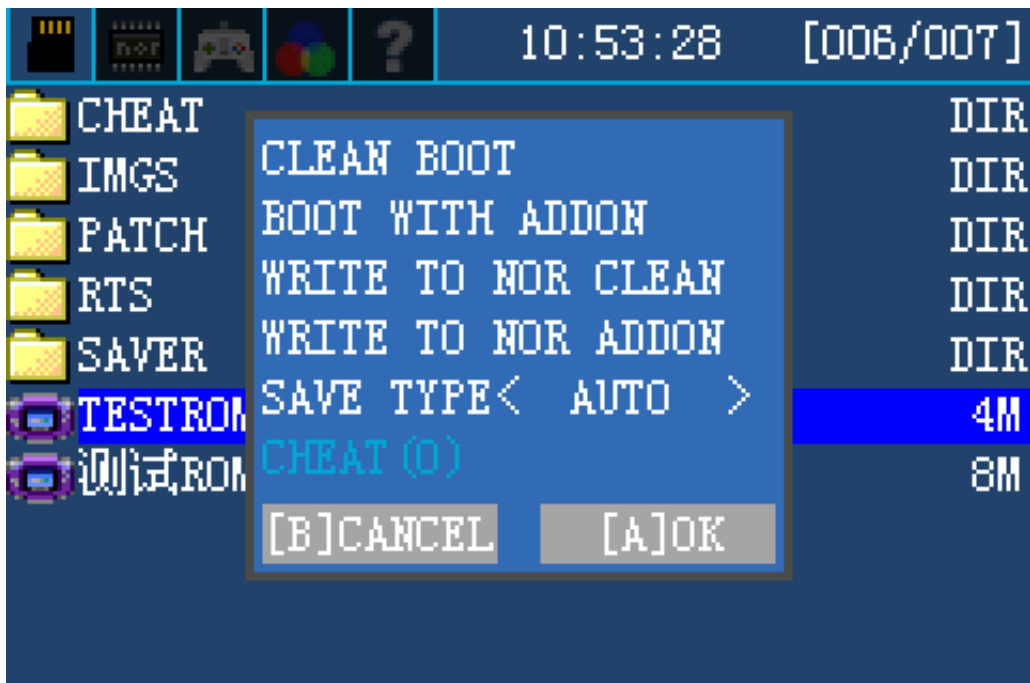 nor ? 10:53:28 [006/007]
CHEAT DIR
IMGS DIR
PATCH DIR
RTS DIR
SAVER DIR
TESTROM 4M
测试ROM 8M
CLEAN BOOT
BOOT WITH ADDON
WRITE TO NOR CLEAN
WRITE TO NOR ADDON
SAVE TYPE< AUTO >
CHEAT(0)
[B]CANCEL [A]OK